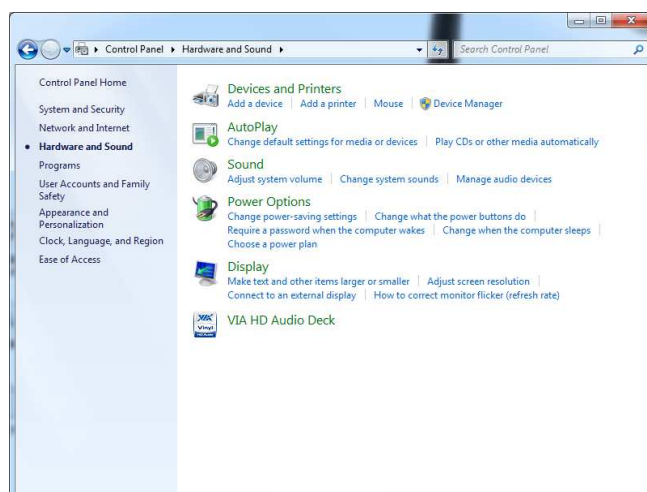 Control Panel Hardware and Sound Search Control Panel
Control Panel Home
System and Security
Network and Internet
Hardware and Sound
Programs
User Accounts and Family
Safety
Appearance and
Personalization
Clock, Language, and Region
Ease of Access
Devices and Printers
Add a device Add a printer Mouse Device Manager
AutoPlay
Change default settings for media or devices Play CDs or other media automatically
Sound
Adjust system volume Change system sounds Manage audio devices
Power Options
Change power-saving settings Change what the power buttons do
Require a password when the computer wakes Change when the computer sleeps
Choose a power plan
Display
Make text and other items larger or smaller Adjust screen resolution
Connect to an external display How to correct monitor flicker (refresh rate)
VIA
Vinyl
VIA HD Audio Deck